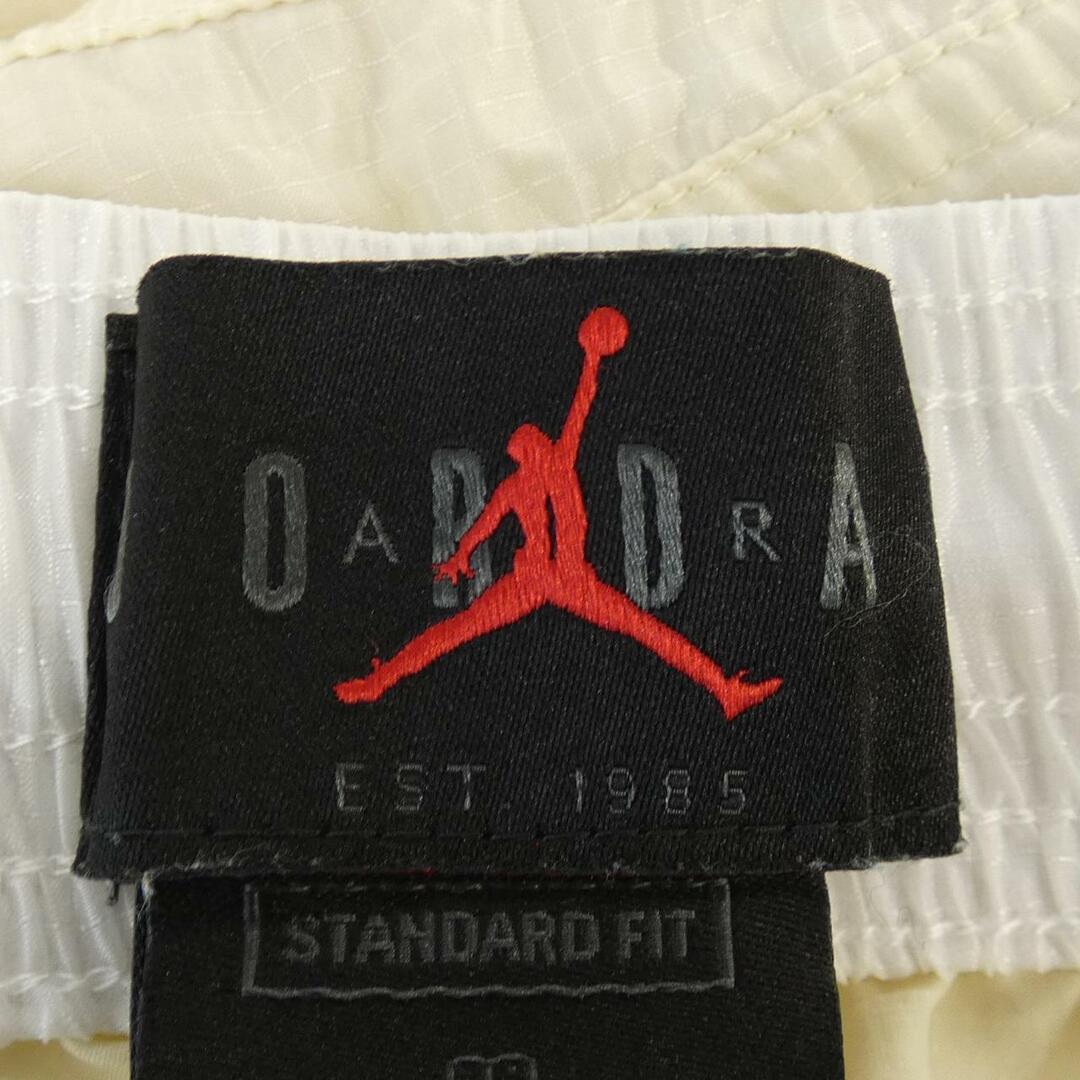 O A R D R A
EST. 1985
STANDARD FIT